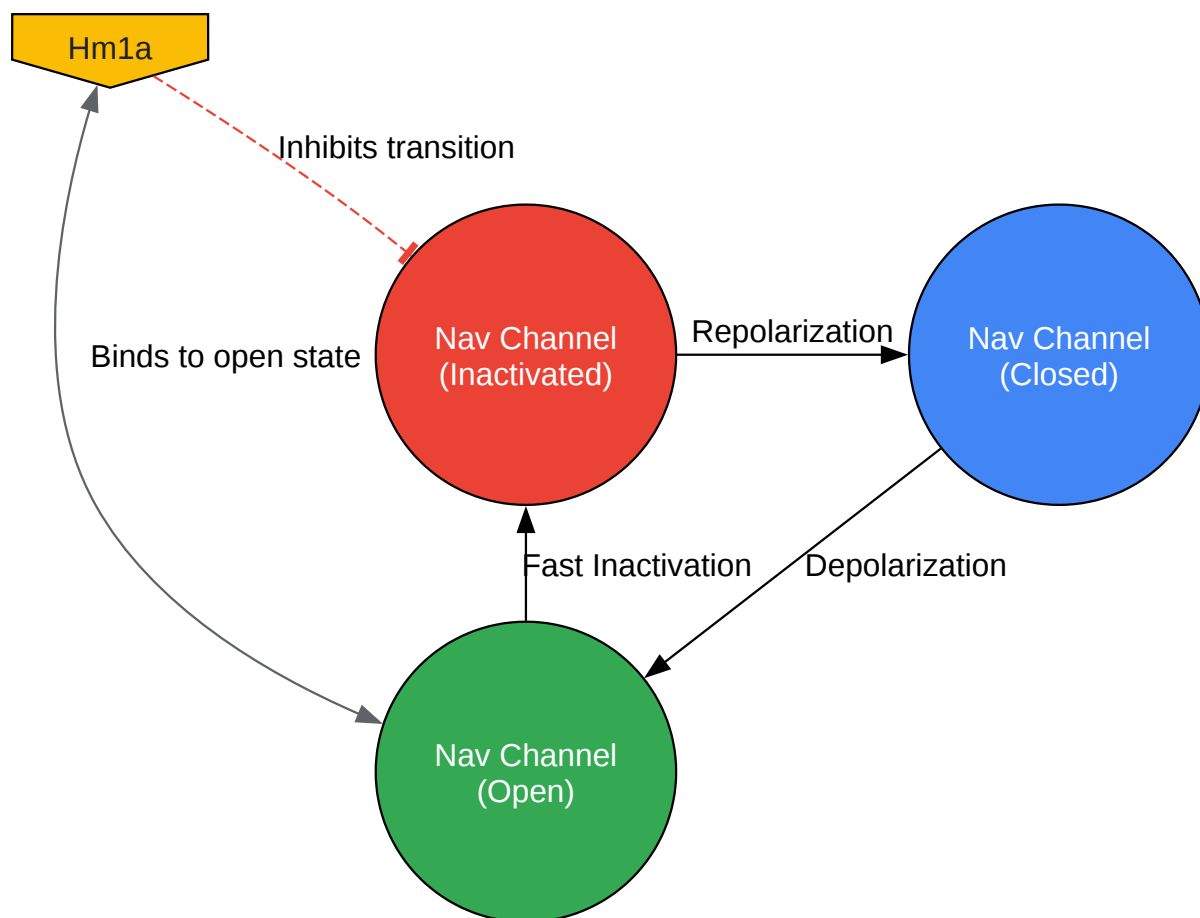 Hm1a
Inhibits transition
Binds to open state
Nav Channel
(Inactivated)
Repolarization
Nav Channel
(Closed)
Fast Inactivation
Depolarization
Nav Channel
(Open)